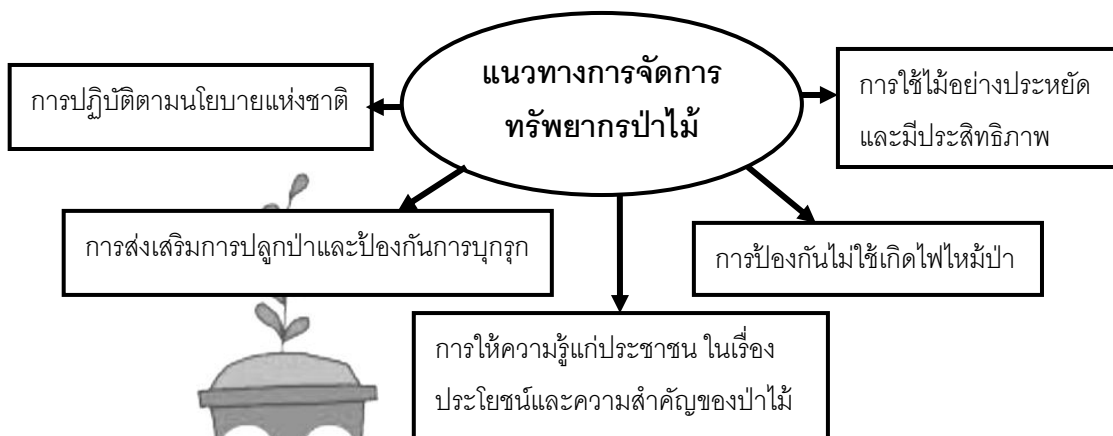 แนวทางการจัดการ
ทรัพยากรป่าไม้
การปฏิบัติตามนโยบายแห่งชาติ
การใช้ไม้อย่างประหยัด
และมีประสิทธิภาพ
การส่งเสริมการปลูกป่าและป้องกันการบุกรุก
การป้องกันไม่ใช้เกิดไฟไหม้ป่า
การให้ความรู้แก่ประชาชน ในเรื่อง
ประโยชน์และความสำคัญของป่าไม้